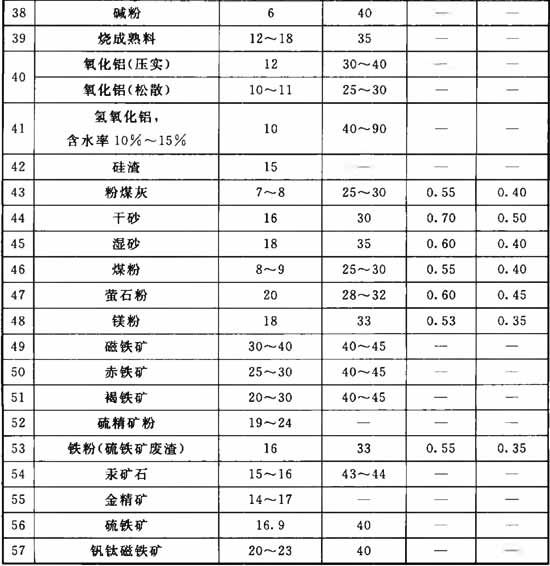 38 碱粉 6 40 — —
39 烧成熟料 12～18 35 — —
40 氧化铝(压实) 12 30～40 — —
氧化铝(松散) 10～11 25～30 — —
41 氢氧化铝,
含水率 10%～15% 10 40～90 — —
42 硅渣 15 — — —
43 粉煤灰 7～8 25～30 0.55 0.40
44 干砂 16 30 0.70 0.50
45 湿砂 18 35 0.60 0.40
46 煤粉 8～9 25～30 0.55 0.40
47 萤石粉 20 28～32 0.60 0.45
48 镁粉 18 33 0.53 0.35
49 磁铁矿 30～40 40～45 — —
50 赤铁矿 25～30 40～45 — —
51 褐铁矿 20～30 40～45 — —
52 硫精矿粉 19～24 — — —
53 铁粉(硫铁矿废渣) 16 33 0.55 0.35
54 汞矿石 15～16 43～44 — —
55 金精矿 14～17 — — —
56 硫铁矿 16.9 40 — —
57 钒钛磁铁矿 20～23 40 — —